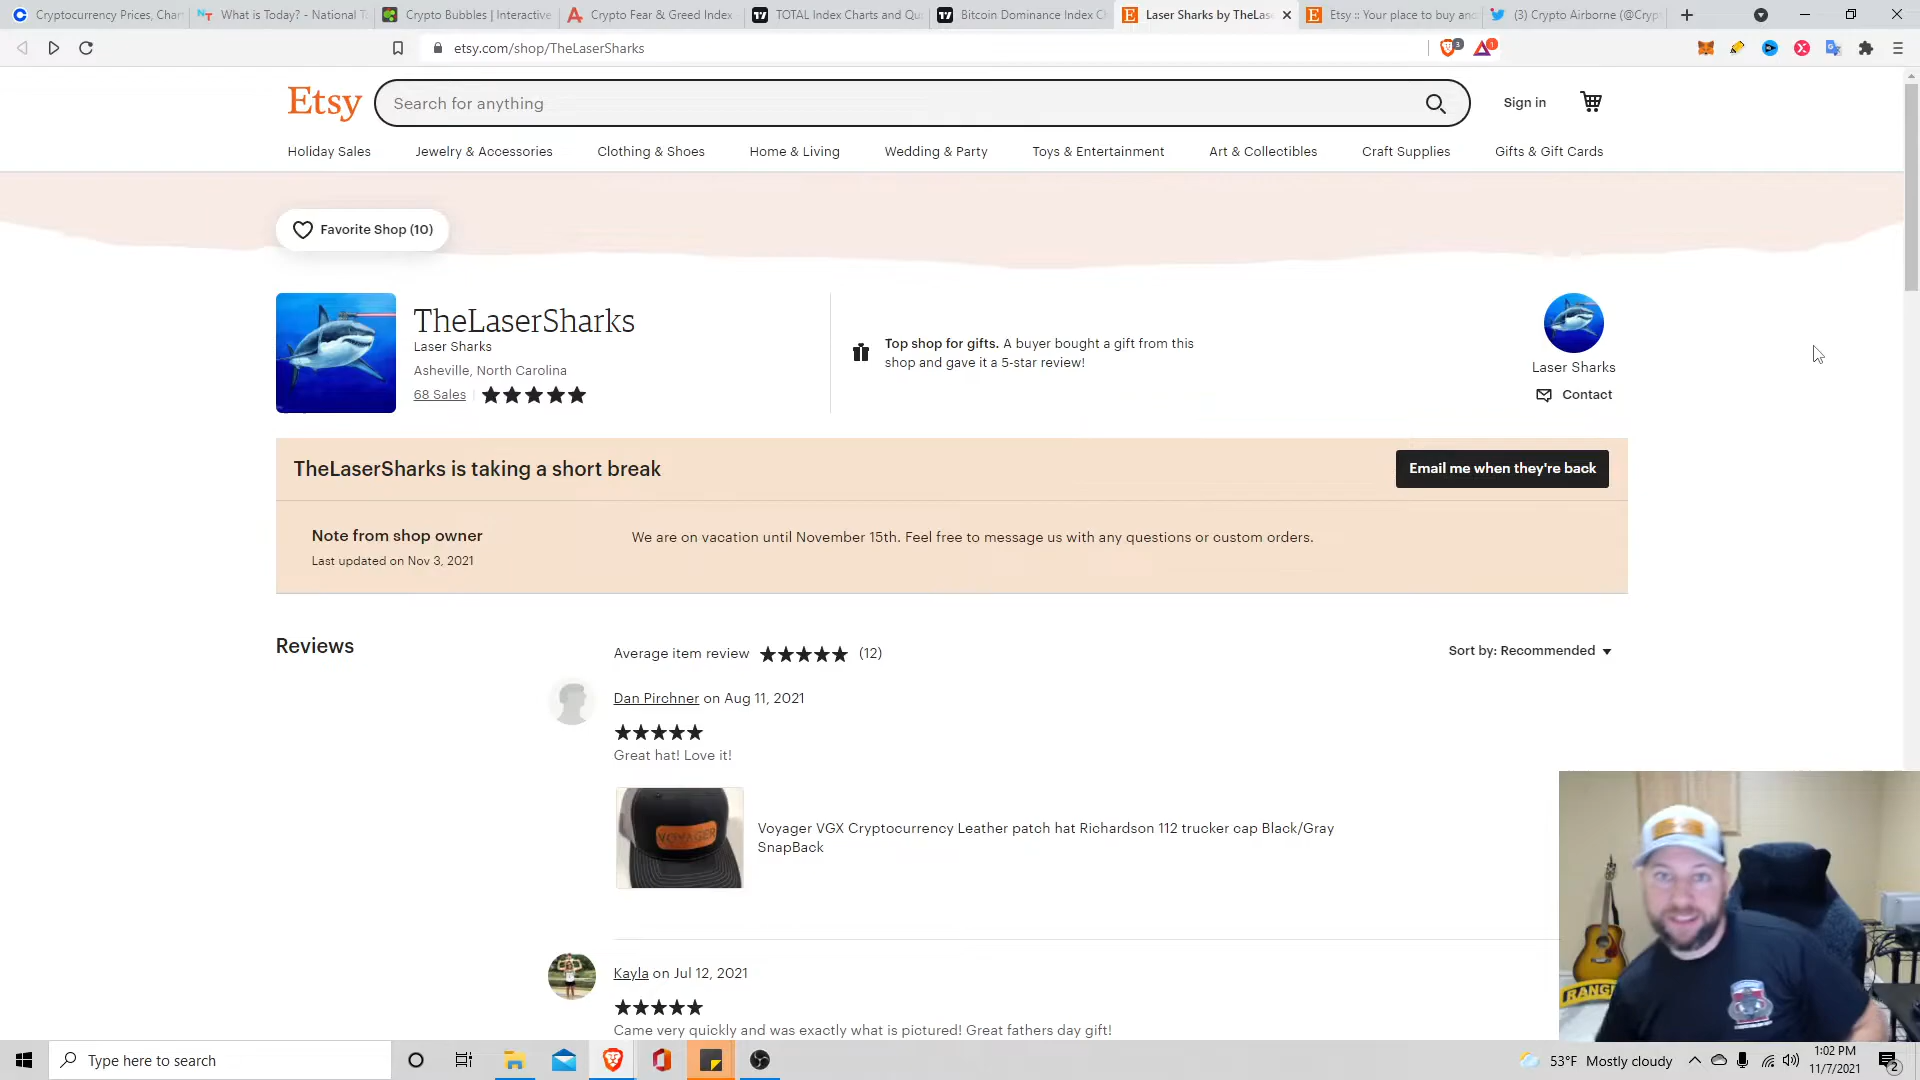 Cryptocurrency Prices, Char
What is Today? - National T
Crypto Bubbles | Interactive
Crypto Fear & Greed Index
TOTAL Index Charts and Qu
Bitcoin Dominance Index C
Laser Sharks by TheLase
Etsy :: Your place to buy an
(3) Crypto Airborne (@Cryp
etsy.com/shop/TheLaserSharks
3
1
Etsy
Search for anything
Sign in
Holiday Sales
Jewelry & Accessories
Clothing & Shoes
Home & Living
Wedding & Party
Toys & Entertainment
Art & Collectibles
Craft Supplies
Gifts & Gift Cards
Favorite Shop (10)
TheLaserSharks
Laser Sharks
Asheville, North Carolina
68 Sales
Top shop for gifts. A buyer bought a gift from this
shop and gave it a 5-star review!
Laser Sharks
Contact
TheLaserSharks is taking a short break
Email me when they're back
Note from shop owner
Last updated on Nov 3, 2021
We are on vacation until November 15th. Feel free to message us with any questions or custom orders.
Reviews
Average item review
(12)
Sort by: Recommended
Dan Pirchner on Aug 11, 2021
Great hat! Love it!
VOYAGER
Voyager VGX Cryptocurrency Leather patch hat Richardson 112 trucker cap Black/Gray
SnapBack
Kayla on Jul 12, 2021
Came very quickly and was exactly what is pictured! Great fathers day gift!
RANGE
Type here to search
53°F Mostly cloudy
1:02 PM
11/7/2021
2